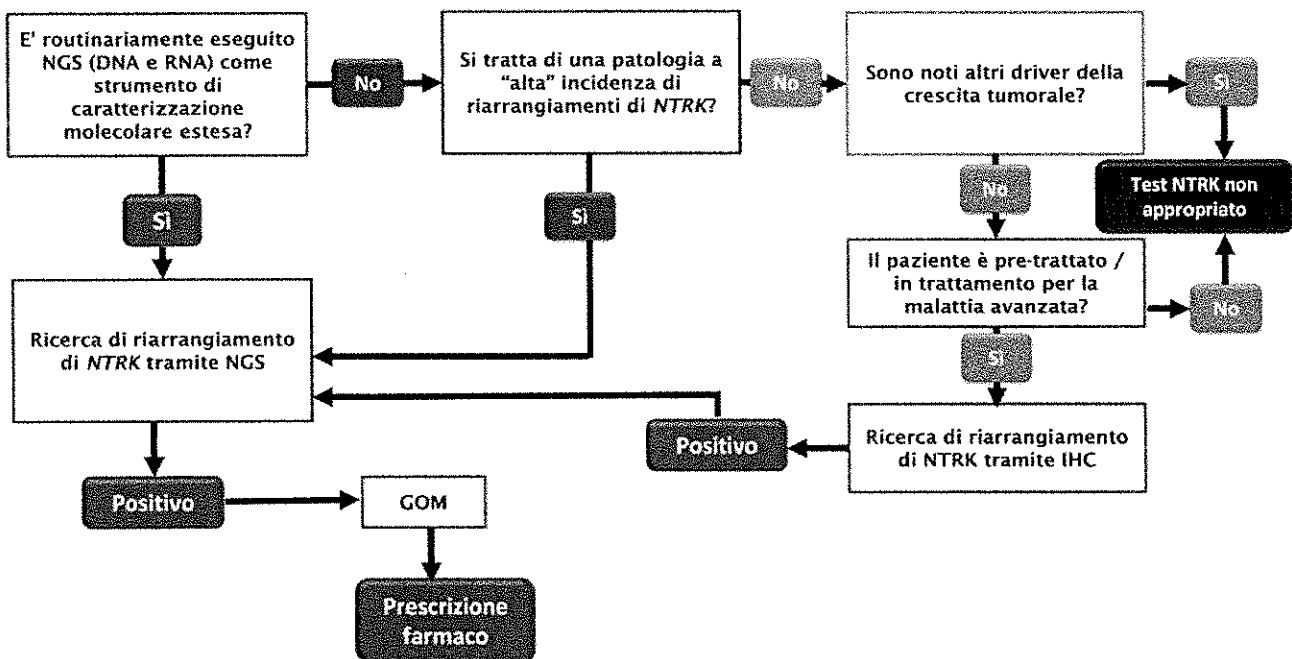 E' routinariamente eseguito
NGS (DNA e RNA) come
strumento di
caratterizzazione
molecolare estesa?
No
Si tratta di una patologia a
“alta” incidenza di
riarrangiamenti di NTRK?
No
Sono noti altri driver della
crescita tumorale?
Sì
Sì
Sì
No
Test NTRK non
appropriato
Il paziente è pre-trattato /
in trattamento per la
malattia avanzata?
No
Ricerca di riarrangiamento
di NTRK tramite NGS
Sì
Positivo
Ricerca di riarrangiamento
di NTRK tramite IHC
Positivo
GOM
Prescrizione
farmaco